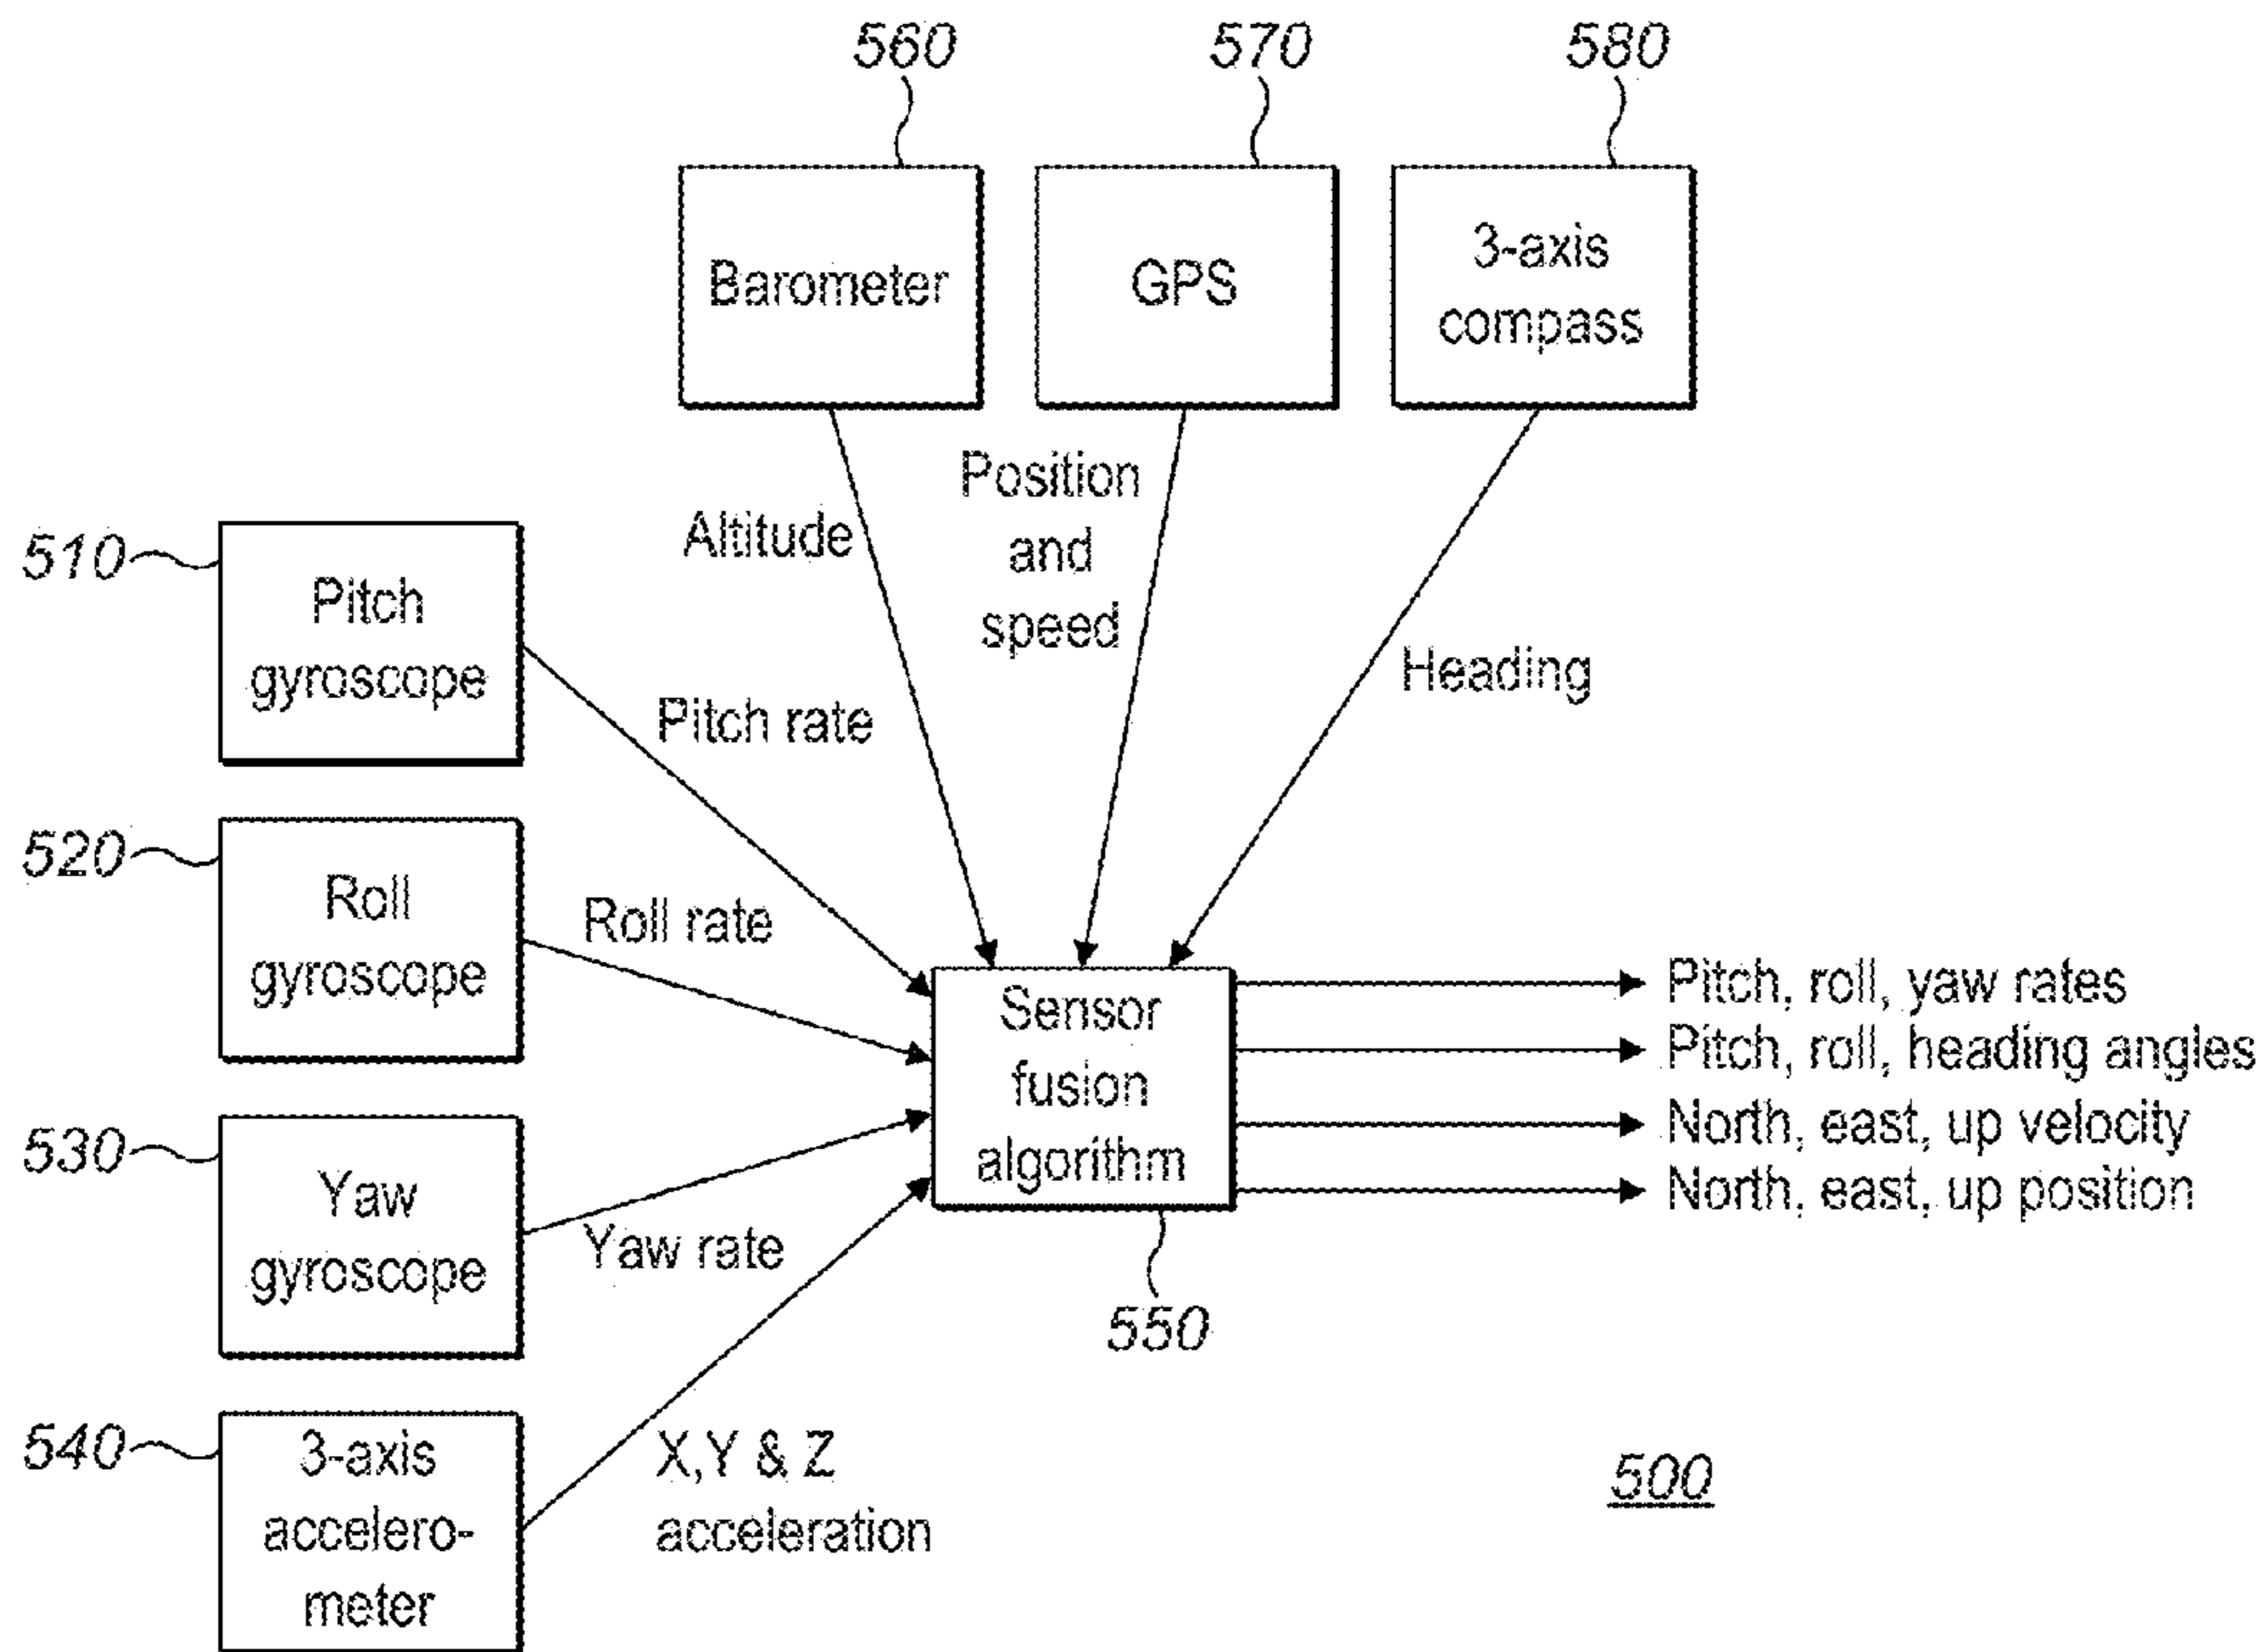 560
570
580
Barometer
GPS
3-axis
compass
Altitude
Position
and
speed
Heading
510
Pitch
gyroscope
Pitch rate
520
Roll
gyroscope
Roll rate
530
Yaw
gyroscope
Yaw rate
540
3-axis
accelero-
meter
X,Y & Z
acceleration
Sensor
fusion
algorithm
550
Pitch, roll, yaw rates
Pitch, roll, heading angles
North, east, up velocity
North, east, up position
500